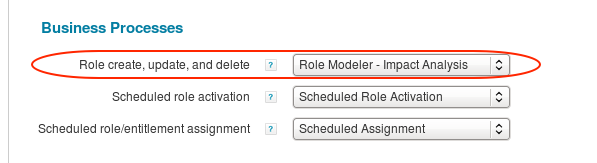 Business Processes
Role create, update, and delete ? Role Modeler - Impact Analysis
Scheduled role activation ? Scheduled Role Activation
Scheduled role/entitlement assignment ? Scheduled Assignment